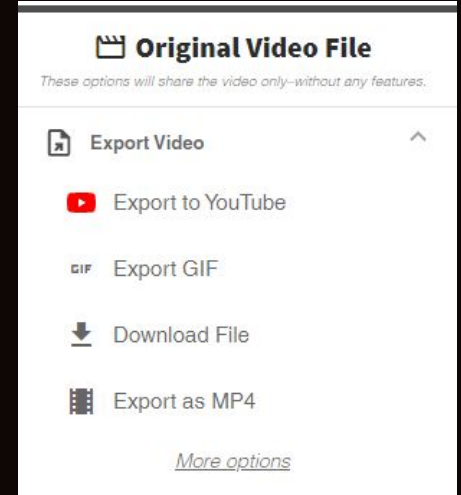 Original Video File
These options will share the video only–without any features.
Export Video
Export to YouTube
GIF Export GIF
Download File
Export as MP4
More options